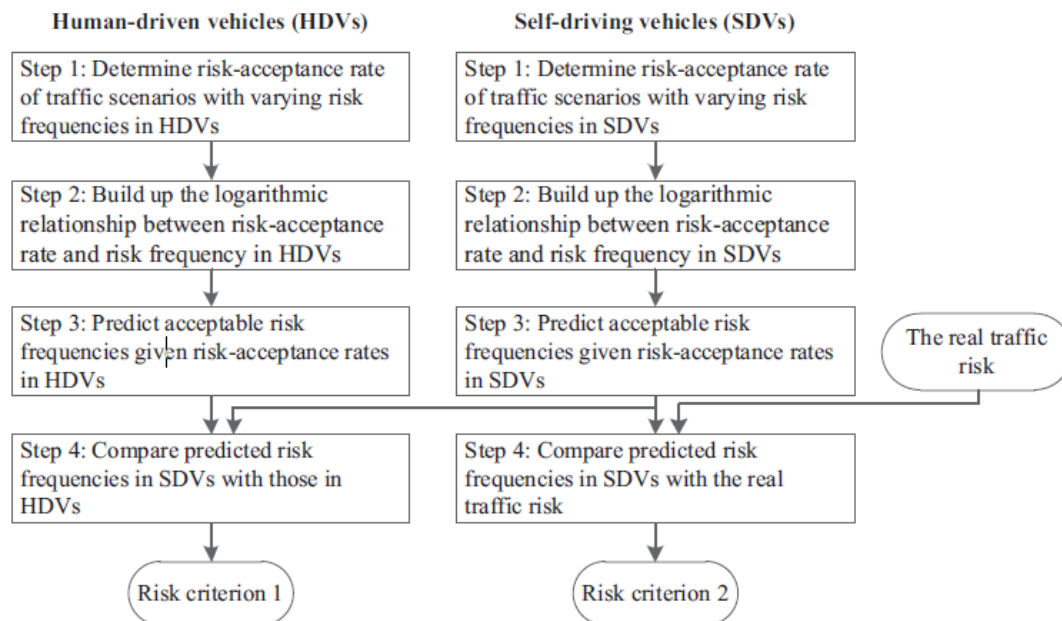 Human-driven vehicles (HDVs)
Self-driving vehicles (SDVs)
Step 1: Determine risk-acceptance rate
of traffic scenarios with varying risk
frequencies in HDVs
Step 1: Determine risk-acceptance rate
of traffic scenarios with varying risk
frequencies in SDVs
Step 2: Build up the logarithmic
relationship between risk-acceptance
rate and risk frequency in HDVs
Step 2: Build up the logarithmic
relationship between risk-acceptance
rate and risk frequency in SDVs
Step 3: Predict acceptable risk
frequencies given risk-acceptance rates
in HDVs
Step 3: Predict acceptable risk
frequencies given risk-acceptance rates
in SDVs
The real traffic
risk
Step 4: Compare predicted risk
frequencies in SDVs with those in
HDVs
Step 4: Compare predicted risk
frequencies in SDVs with the real
traffic risk
Risk criterion 1
Risk criterion 2